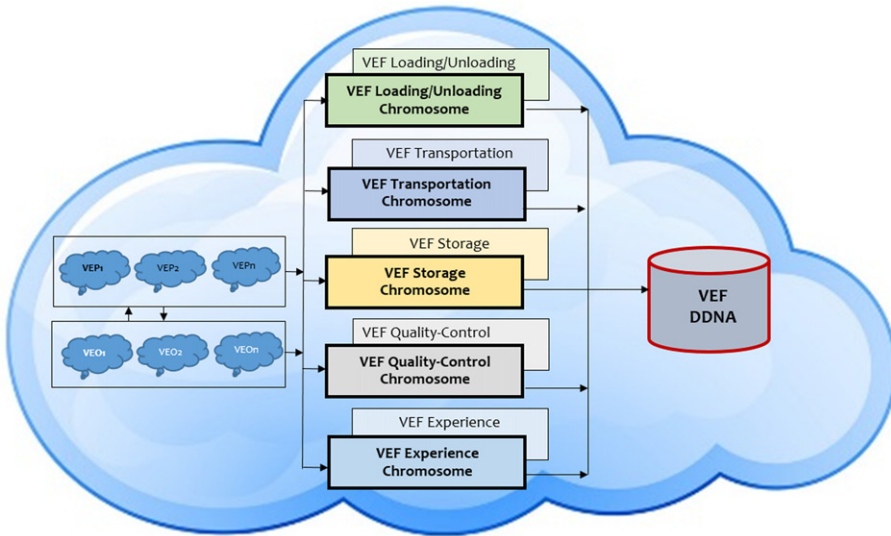 VEF Loading/Unloading
VEF Loading/Unloading
Chromosome
VEF Transportation
VEF Transportation
Chromosome
VEF Storage
VEF Storage
Chromosome
VEF Quality-Control
VEF Quality-Control
Chromosome
VEF Experience
VEF Experience
Chromosome
VEP1
VEP2
VEPn
VEO1
VEO2
VEOn
VEF
DDNA